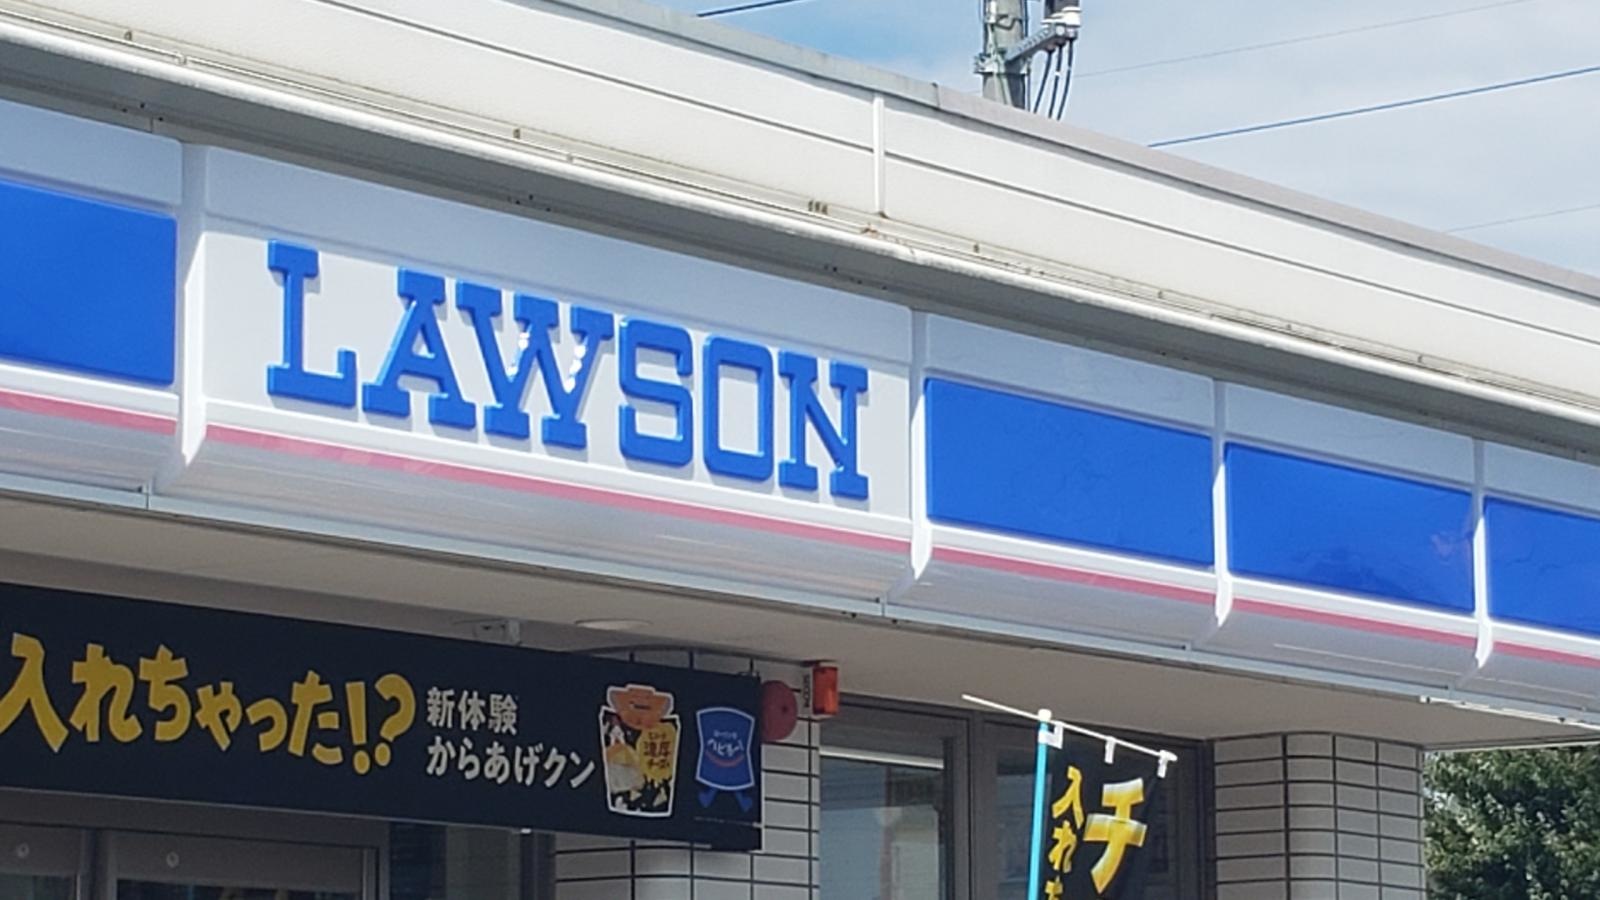 LAWSON
入れちゃった!?
新体験
からあげクン
濃厚
チーズ
SECOM
チ
入れ